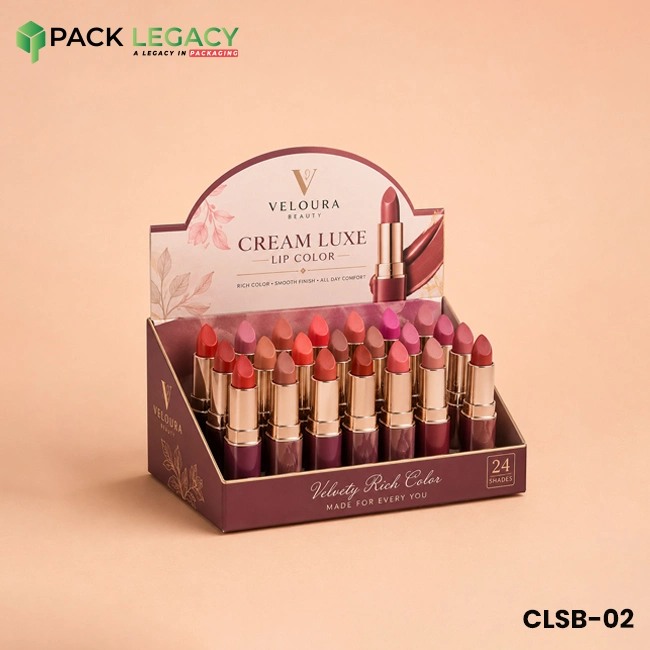 PACK LEGACY
A LEGACY IN PACKAGING
V
VELOURA
BEAUTY
CREAM LUXE
LIP COLOR
RICH COLOR • SMOOTH FINISH • ALL DAY COMFORT
V
VELOURA
BEAUTY
Velvety Rich Color
MADE FOR EVERY YOU
24
SHADES
CLSB-02